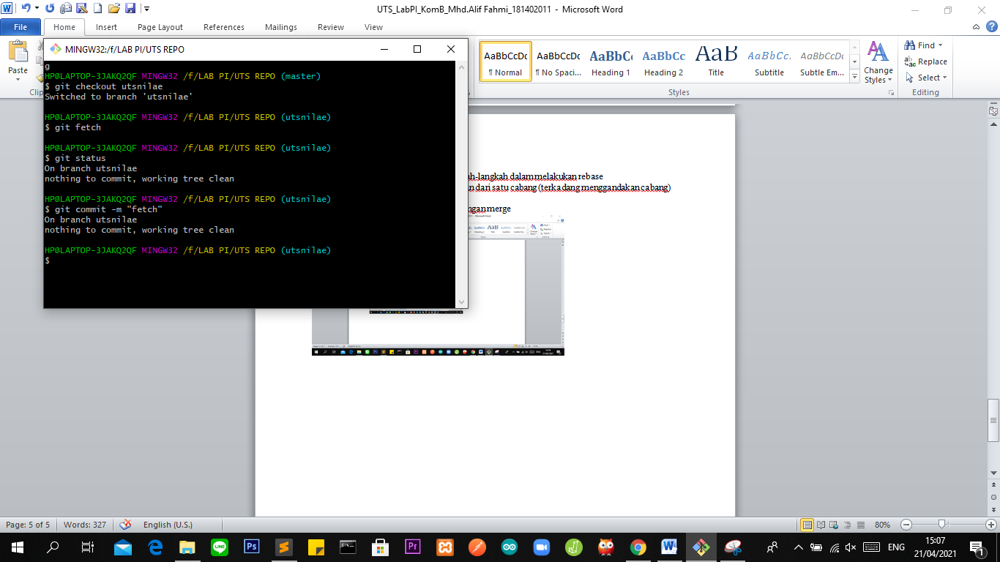 UTS_LabPI_KomB_Mhd.Alif Fahmi_181402011 - Microsoft Word
File Home Insert Page Layout References Mailings Review View
Paste
AaBbCcDc AaBbCcDc AaBbCc AaBbCc AaB AaBbCc. AaBbCcDc
¶ Normal ¶ No Spaci... Heading 1 Heading 2 Title Subtitle Subtle Em...
Change
Styles
Find
Replace
Select
Styles
Editing
MINGW32:/f/LAB PI/UTS REPO
g
HP@LAPTOP-3JAKQ2QF MINGW32 /f/LAB PI/UTS REPO (master)
$ git checkout utsnilae
Switched to branch 'utsnilae'
HP@LAPTOP-3JAKQ2QF MINGW32 /f/LAB PI/UTS REPO (utsnilae)
$ git fetch
HP@LAPTOP-3JAKQ2QF MINGW32 /f/LAB PI/UTS REPO (utsnilae)
$ git status
On branch utsnilae
nothing to commit, working tree clean
HP@LAPTOP-3JAKQ2QF MINGW32 /f/LAB PI/UTS REPO (utsnilae)
$ git commit -m "fetch"
On branch utsnilae
nothing to commit, working tree clean
HP@LAPTOP-3JAKQ2QF MINGW32 /f/LAB PI/UTS REPO (utsnilae)
$
ah-langkah dalam melakukan rebase
n dari satu cabang (terkadang menggandakan cabang)
ngan merge
Page: 5 of 5 Words: 327 English (U.S.) 80%
ENG
15:07
21/04/2021